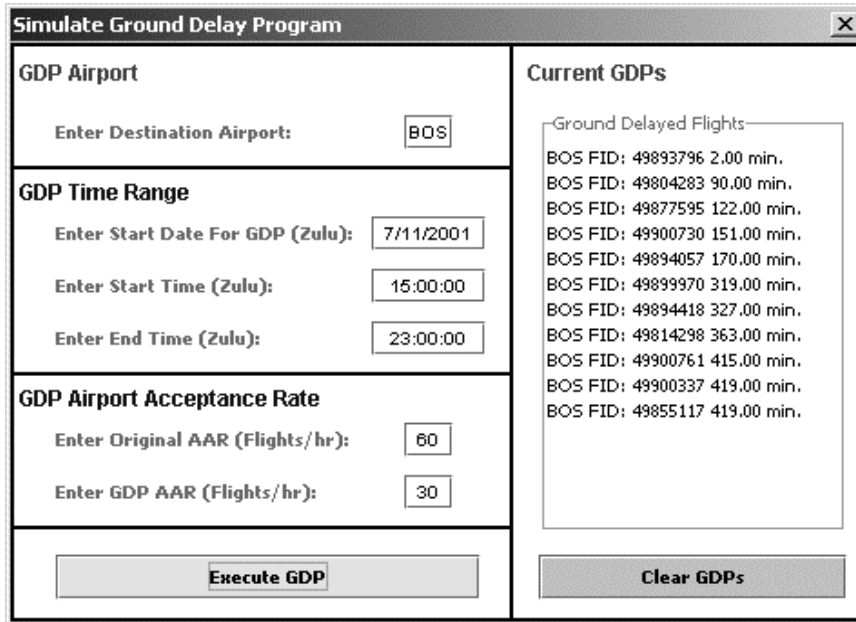 Simulate Ground Delay Program
GDP Airport
Enter Destination Airport: BOS
GDP Time Range
Enter Start Date For GDP (Zulu): 7/11/2001
Enter Start Time (Zulu): 15:00:00
Enter End Time (Zulu): 23:00:00
GDP Airport Acceptance Rate
Enter Original AAR (Flights/hr): 60
Enter GDP AAR (Flights/hr): 30
Execute GDP
Current GDPs
Ground Delayed Flights
BOS FID: 49893796 2.00 min.
BOS FID: 49804283 90.00 min.
BOS FID: 49877595 122.00 min.
BOS FID: 49900730 151.00 min.
BOS FID: 49894057 170.00 min.
BOS FID: 49899970 319.00 min.
BOS FID: 49894418 327.00 min.
BOS FID: 49814298 363.00 min.
BOS FID: 49900761 415.00 min.
BOS FID: 49900337 419.00 min.
BOS FID: 49855117 419.00 min.
Clear GDPs